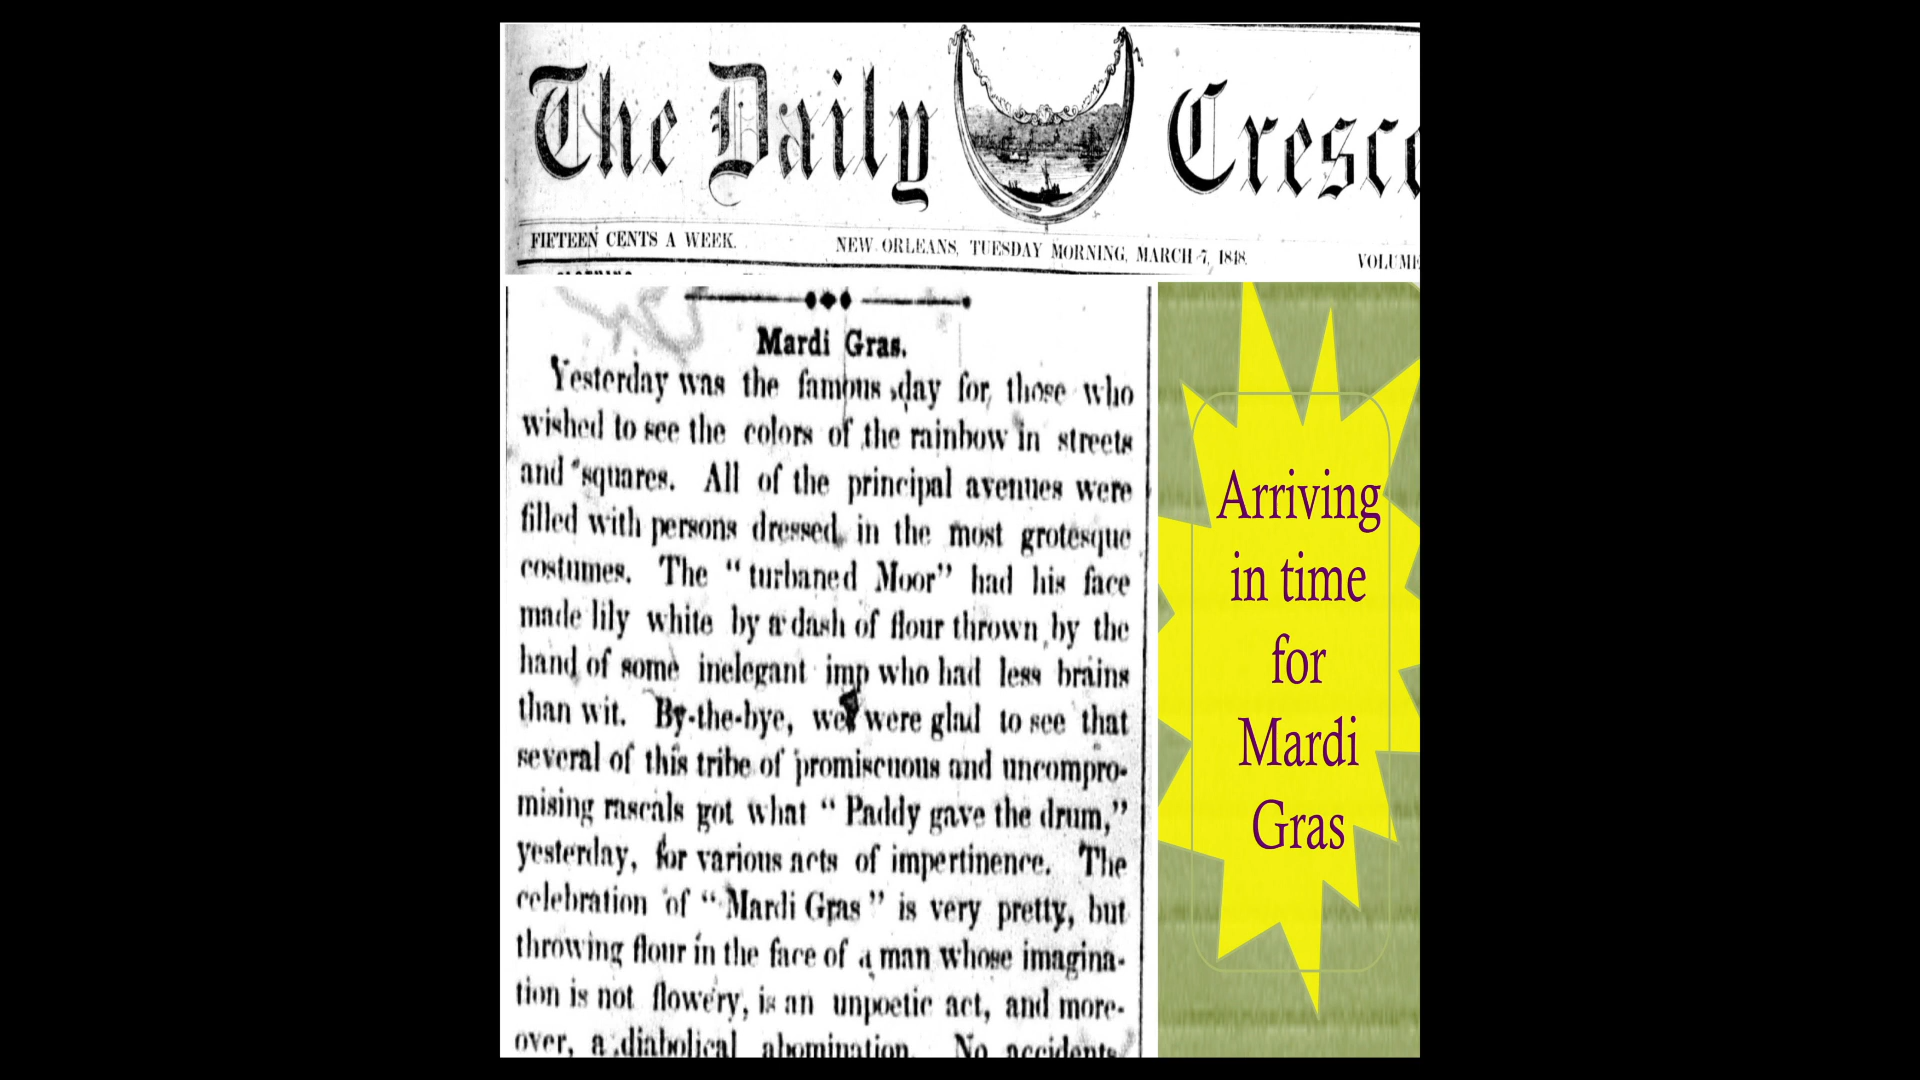 The Daily Cresce
FIFTEEN CENTS A WEEK.
NEW ORLEANS, TUESDAY MORNING, MARCH 7, 1848.
VOLUME
Mardi Gras.
Yesterday was the famous day for those who
wished to see the colors of the rainbow in streets
and squares. All of the principal avenues were
filled with persons dressed in the most grotesque
costumes. The “turbaned Moor” had his face
made lily white by a dash of flour thrown by the
hand of some inelegant imp who had less brains
than wit. By-the-bye, we were glad to see that
several of this tribe of promiscuous and uncompro-
mising rascals got what “Paddy gave the drum,”
yesterday, for various acts of impertinence. The
celebration of “Mardi Gras” is very pretty, but
throwing flour in the face of a man whose imagina-
tion is not flowery, is an unpoetic act, and more-
over, a diabolical abomination. No accidents
Arriving
in time
for
Mardi
Gras